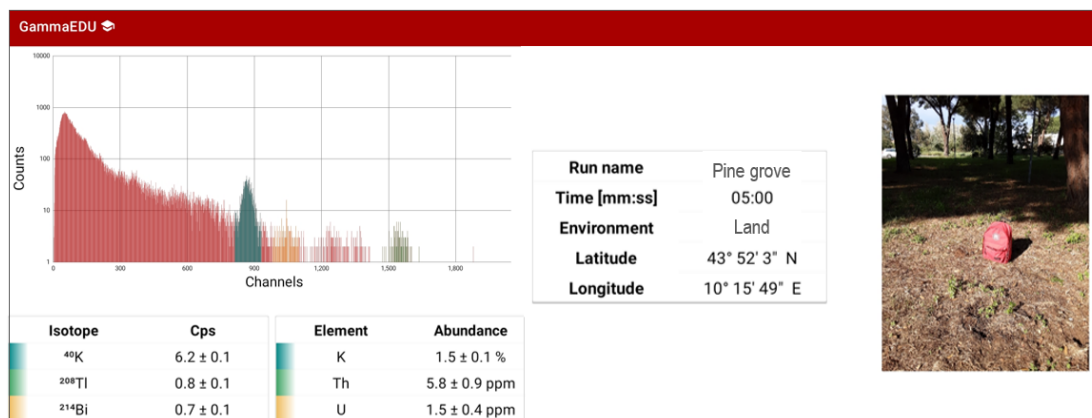 GammaEDU
10000
1000
100
10
1
Counts
0 300 600 900 1,200 1,500 1,800
Channels
Run name Pine grove
Time [mm:ss] 05:00
Environment Land
Latitude 43° 52' 3" N
Longitude 10° 15' 49" E
Isotope Cps
⁴⁰K 6.2 ± 0.1
²⁰⁸Tl 0.8 ± 0.1
²¹⁴Bi 0.7 ± 0.1
Element Abundance
K 1.5 ± 0.1 %
Th 5.8 ± 0.9 ppm
U 1.5 ± 0.4 ppm